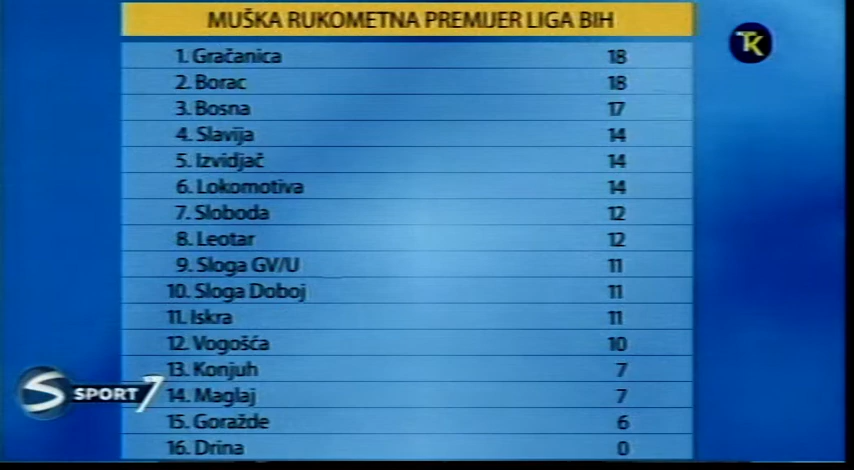 MUŠKA RUKOMETNA PREMIJER LIGA BIH
TK
1. Gračanica 18
2. Borac 18
3. Bosna 17
4. Slavija 14
5. Izvidjač 14
6. Lokomotiva 14
7. Sloboda 12
8. Leotar 12
9. Sloga GV/U 11
10. Sloga Doboj 11
11. Iskra 11
12. Vogošća 10
13. Konjuh 7
14. Maglaj 7
15. Goražde 6
16. Drina 0
S SPORT 7